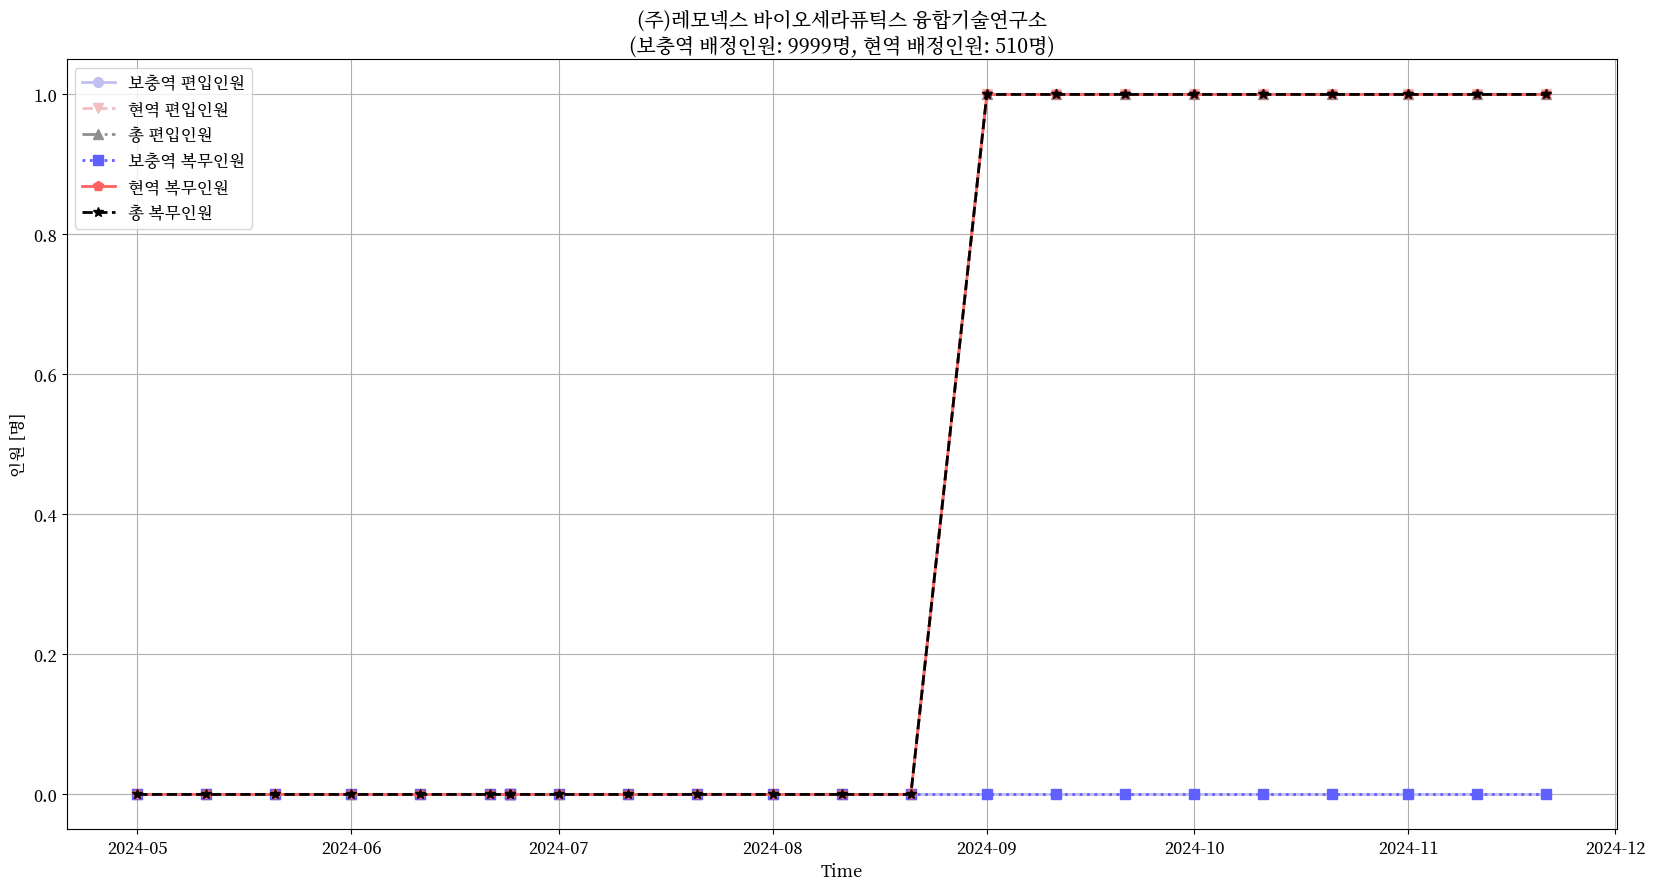 (주)레모넥스 바이오세라퓨틱스 융합기술연구소
(보충역 배정인원: 9999명, 현역 배정인원: 510명)
보충역 편입인원
현역 편입인원
총 편입인원
보충역 복무인원
현역 복무인원
총 복무인원
1.0
0.8
0.6
0.4
0.2
0.0
인원 [명]
2024-05 2024-06 2024-07 2024-08 2024-09 2024-10 2024-11 2024-12
Time